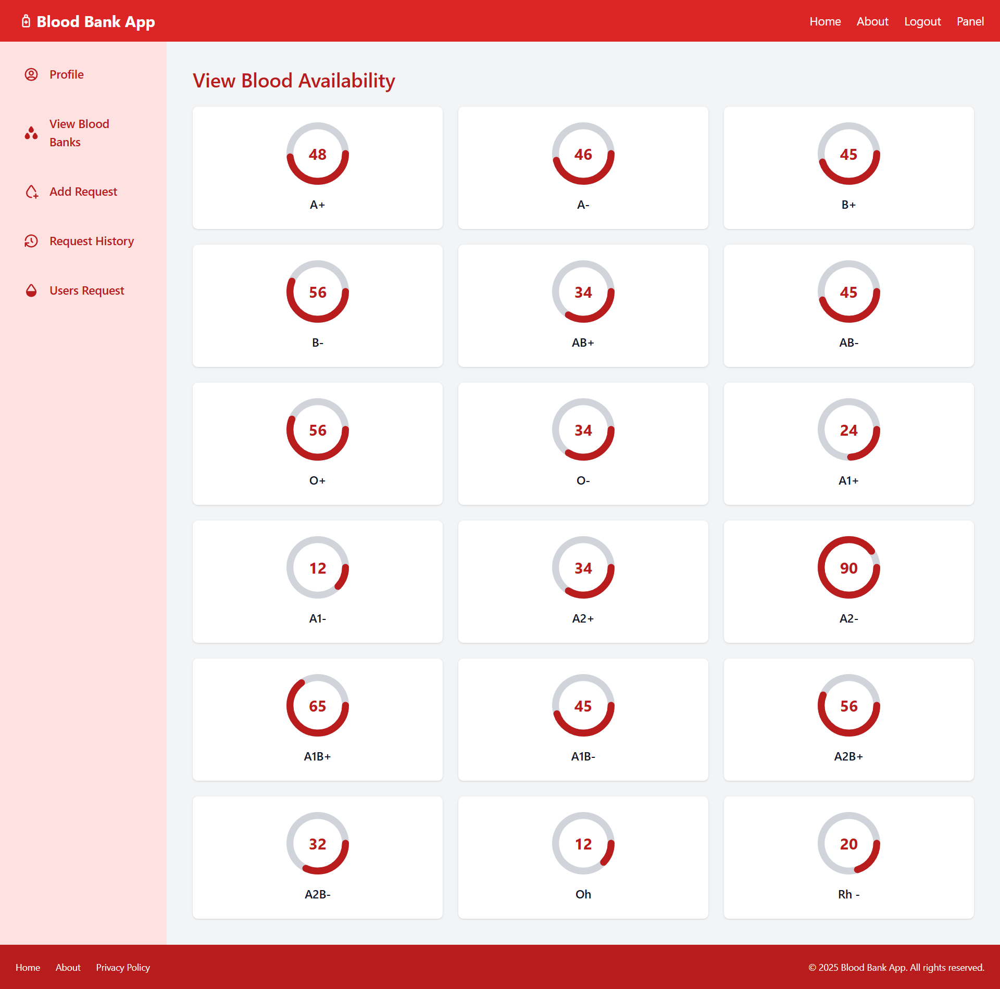 Blood Bank App
Home About Logout Panel
Profile
View Blood
Banks
Add Request
Request History
Users Request
View Blood Availability
48
A+
46
A-
45
B+
56
B-
34
AB+
45
AB-
56
O+
34
O-
24
A1+
12
A1-
34
A2+
90
A2-
65
A1B+
45
A1B-
56
A2B+
32
A2B-
12
Oh
20
Rh -
Home About Privacy Policy
© 2025 Blood Bank App. All rights reserved.